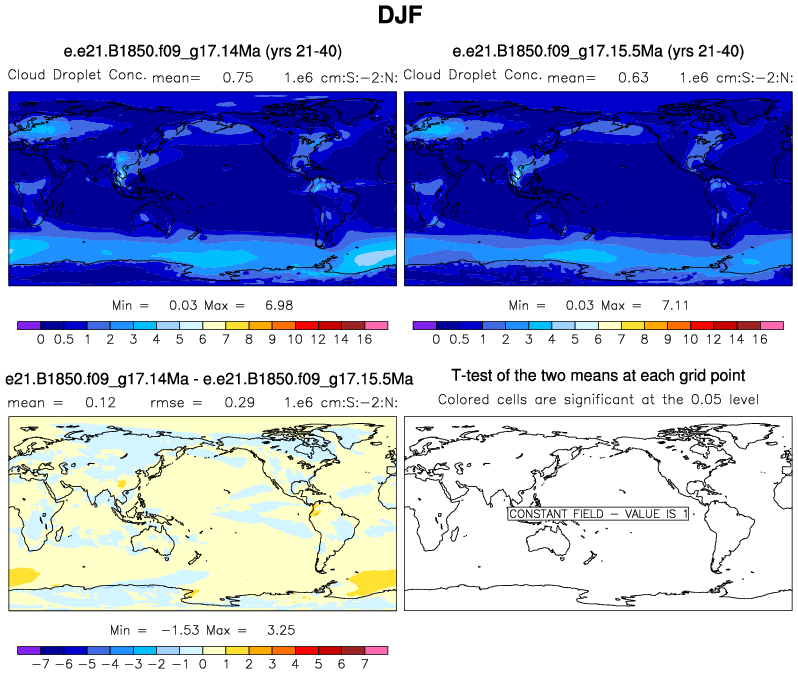 DJF
e.e21.B1850.f09_g17.14Ma (yrs 21-40)
Cloud Droplet Conc. mean= 0.75 1.e6 cm:S:−2:N:
Min = 0.03 Max = 6.98
0 0.5 1 2 3 4 5 6 7 8 9 10 12 14 16
e.e21.B1850.f09_g17.15.5Ma (yrs 21-40)
Cloud Droplet Conc. mean= 0.63 1.e6 cm:S:−2:N:
Min = 0.03 Max = 7.11
0 0.5 1 2 3 4 5 6 7 8 9 10 12 14 16
e21.B1850.f09_g17.14Ma - e.e21.B1850.f09_g17.15.5Ma
mean = 0.12 rmse = 0.29 1.e6 cm:S:−2:N:
Min = −1.53 Max = 3.25
−7 −6 −5 −4 −3 −2 −1 0 1 2 3 4 5 6 7
T-test of the two means at each grid point
Colored cells are significant at the 0.05 level
CONSTANT FIELD − VALUE IS 1